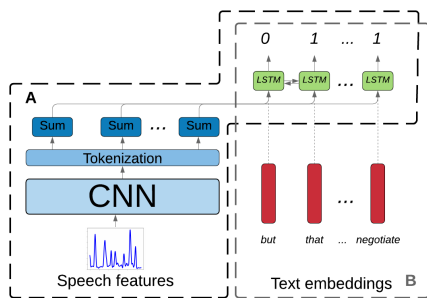 0 1 ... 1
LSTM LSTM ... LSTM
A
Sum Sum ... Sum
Tokenization
CNN
but that ... negotiate
Speech features
Text embeddings B